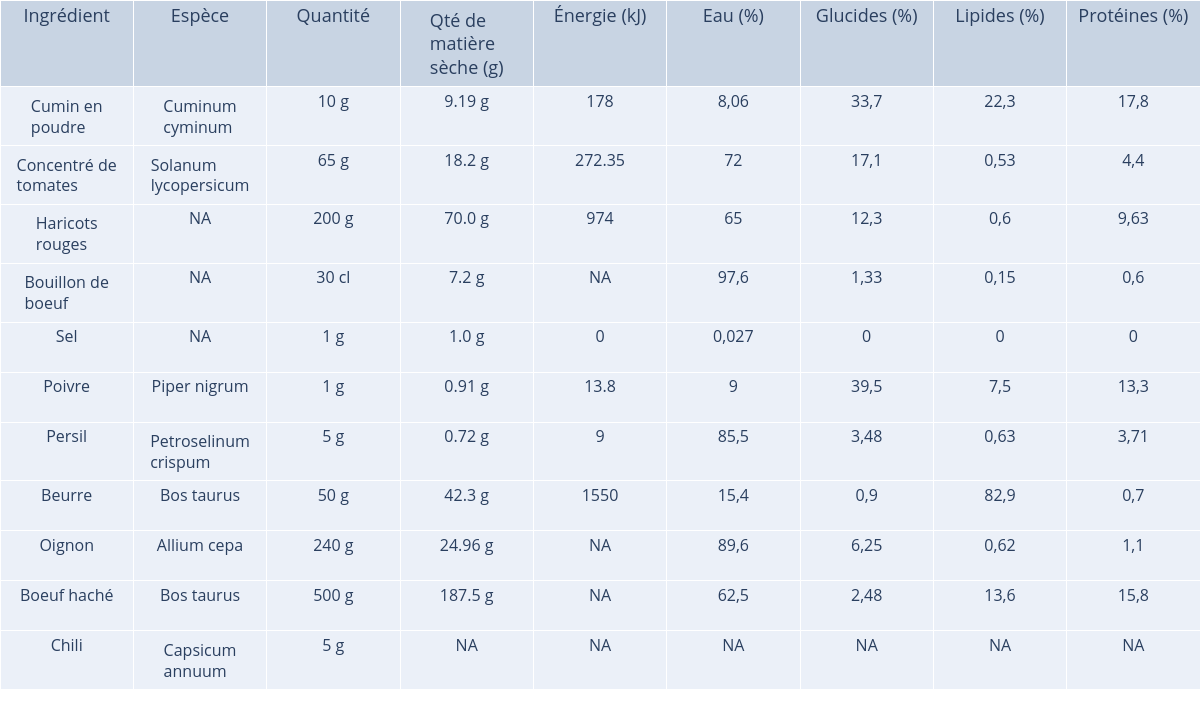 Ingrédient Espèce Quantité Qté de matière sèche (g) Énergie (kJ) Eau (%) Glucides (%) Lipides (%) Protéines (%)
Cumin en poudre Cuminum cyminum 10 g 9.19 g 178 8,06 33,7 22,3 17,8
Concentré de tomates Solanum lycopersicum 65 g 18.2 g 272.35 72 17,1 0,53 4,4
Haricots rouges NA 200 g 70.0 g 974 65 12,3 0,6 9,63
Bouillon de boeuf NA 30 cl 7.2 g NA 97,6 1,33 0,15 0,6
Sel NA 1 g 1.0 g 0 0,027 0 0 0
Poivre Piper nigrum 1 g 0.91 g 13.8 9 39,5 7,5 13,3
Persil Petroselinum crispum 5 g 0.72 g 9 85,5 3,48 0,63 3,71
Beurre Bos taurus 50 g 42.3 g 1550 15,4 0,9 82,9 0,7
Oignon Allium cepa 240 g 24.96 g NA 89,6 6,25 0,62 1,1
Boeuf haché Bos taurus 500 g 187.5 g NA 62,5 2,48 13,6 15,8
Chili Capsicum annuum 5 g NA NA NA NA NA NA